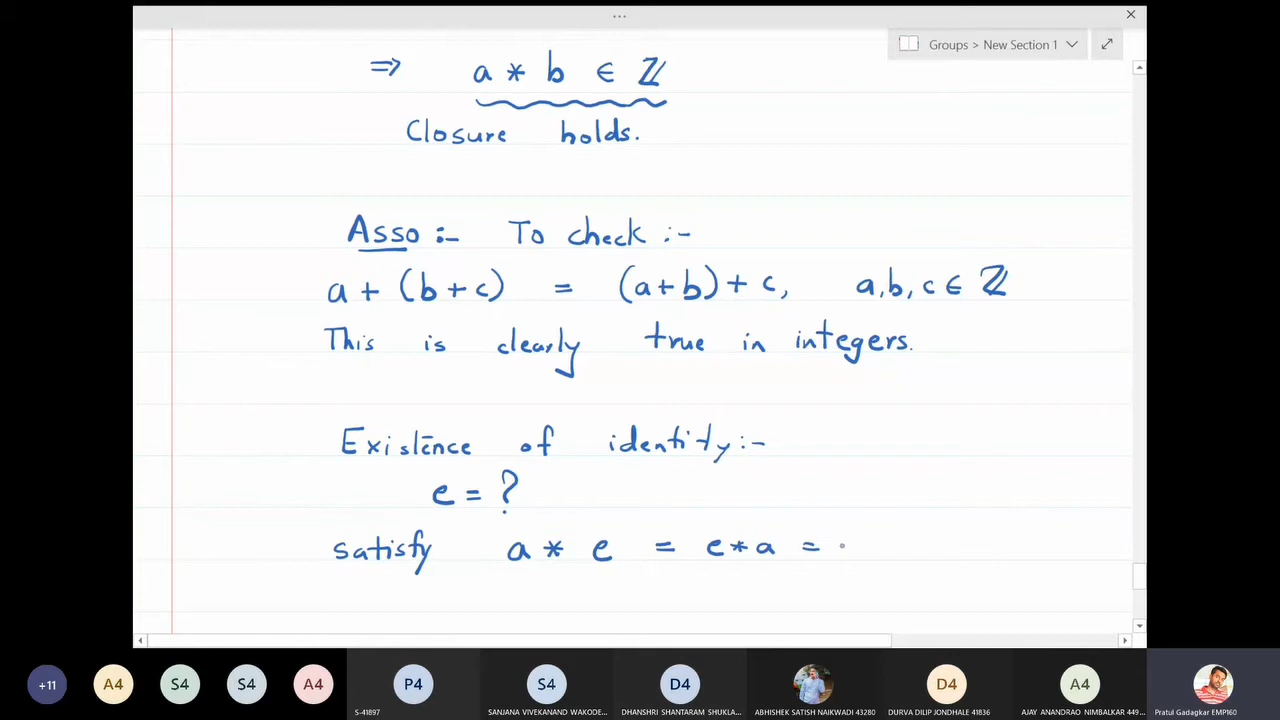 Groups > New Section 1
⇒ a * b ∈ ℤ
Closure holds.
Asso :- To check :-
a + (b + c) = (a + b) + c, a, b, c ∈ ℤ
This is clearly true in integers.
Existence of identity :-
e = ?
satisfy a * e = e * a =
+11
A4
S4
S4
A4
P4
S4
D4
D4
A4
S-41897
SANJANA VIVEKANAND WAKODE...
DHANSHRI SHANTARAM SHUKLA...
ABHISHEK SATISH NAIKWADI 43280
DURVA DILIP JONDHALE 41836
AJAY ANANDRAO NIMBALKAR 449...
Pratul Gadagkar EMP160